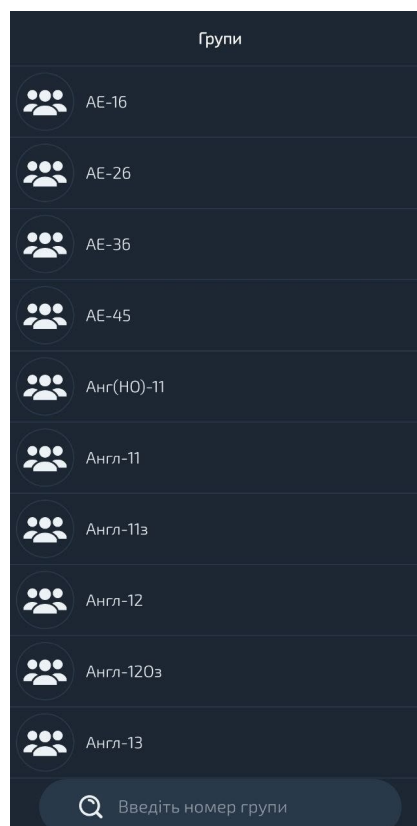 Групи
АЕ-16
АЕ-26
АЕ-36
АЕ-45
Анг(НО)-11
Англ-11
Англ-11з
Англ-12
Англ-12Оз
Англ-13
Введіть номер групи